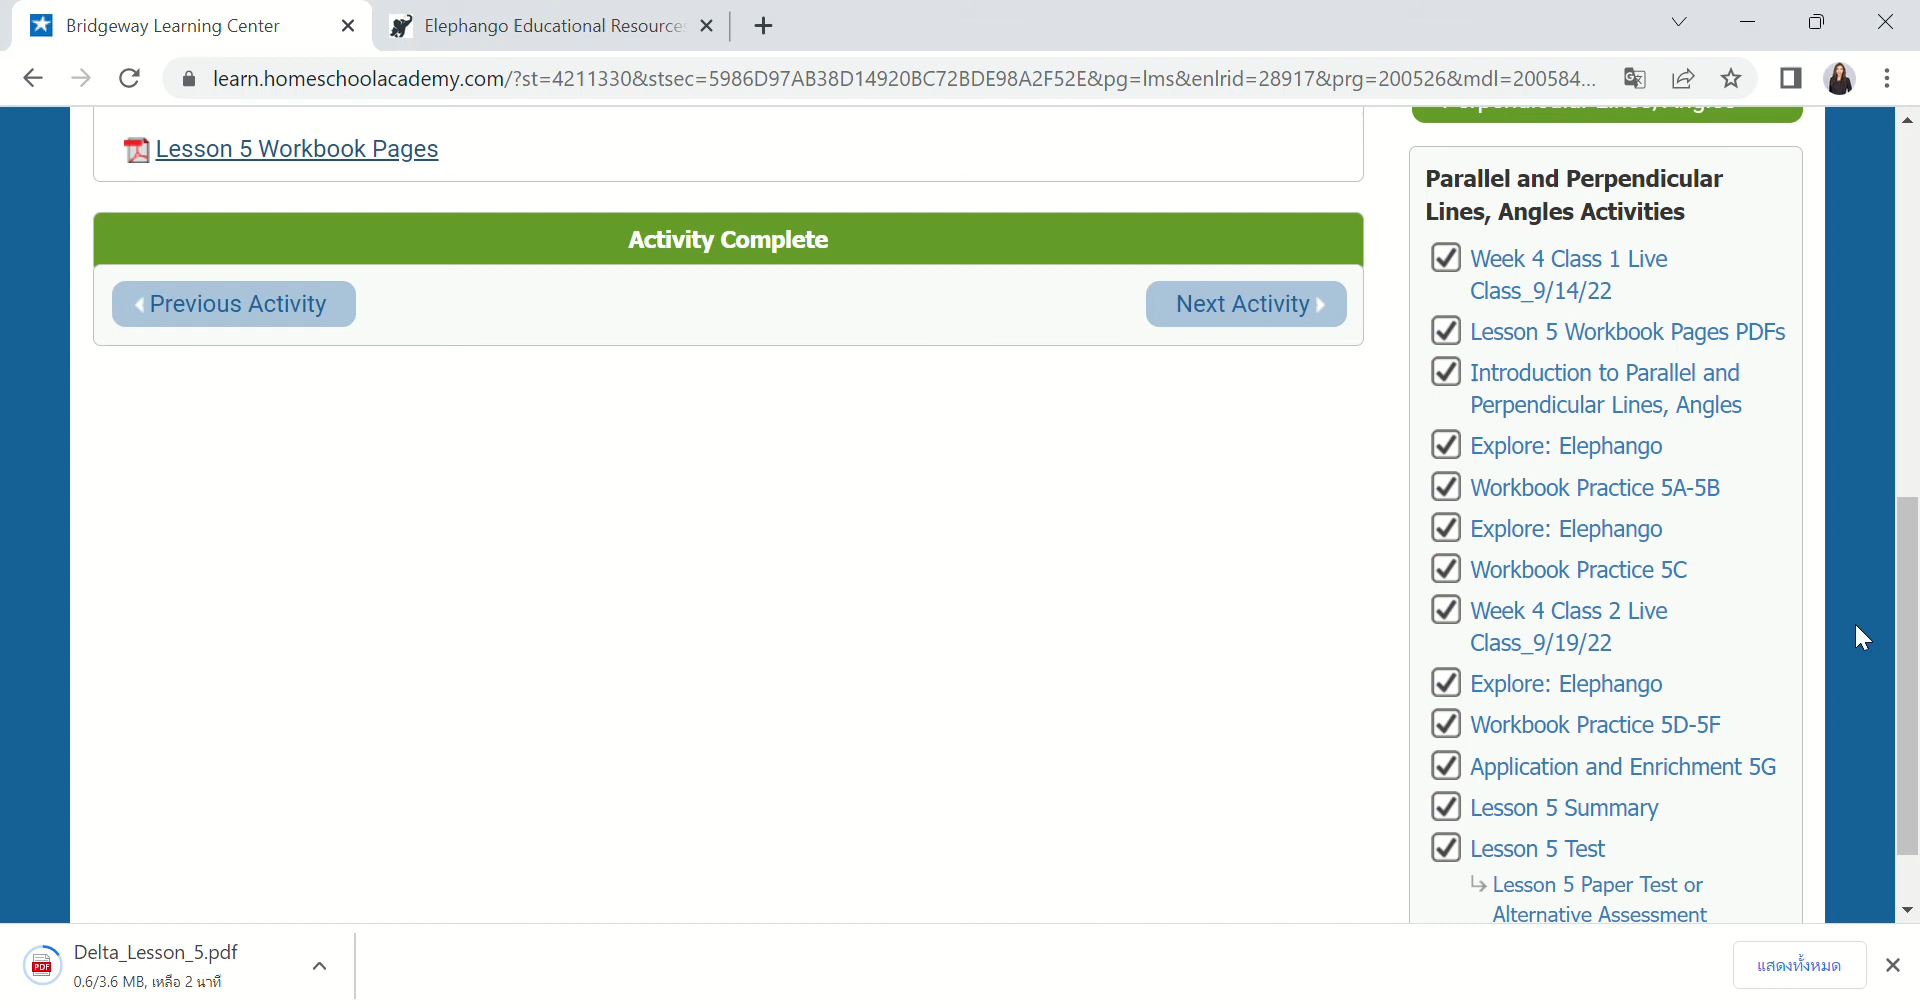 Bridgeway Learning Center
Elephango Educational Resources
learn.homeschoolacademy.com/?st=4211330&stsec=5986D97AB38D14920BC72BDE98A2F52E&pg=lms&enlrid=28917&prg=200526&mdl=200584...
Perpendicular Lines, Angles
Lesson 5 Workbook Pages
Activity Complete
Previous Activity
Next Activity
Parallel and Perpendicular
Lines, Angles Activities
Week 4 Class 1 Live
Class_9/14/22
Lesson 5 Workbook Pages PDFs
Introduction to Parallel and
Perpendicular Lines, Angles
Explore: Elephango
Workbook Practice 5A-5B
Explore: Elephango
Workbook Practice 5C
Week 4 Class 2 Live
Class_9/19/22
Explore: Elephango
Workbook Practice 5D-5F
Application and Enrichment 5G
Lesson 5 Summary
Lesson 5 Test
Lesson 5 Paper Test or
Alternative Assessment
PDF
Delta_Lesson_5.pdf
0.6/3.6 MB, เหลือ 2 นาที
แสดงทั้งหมด